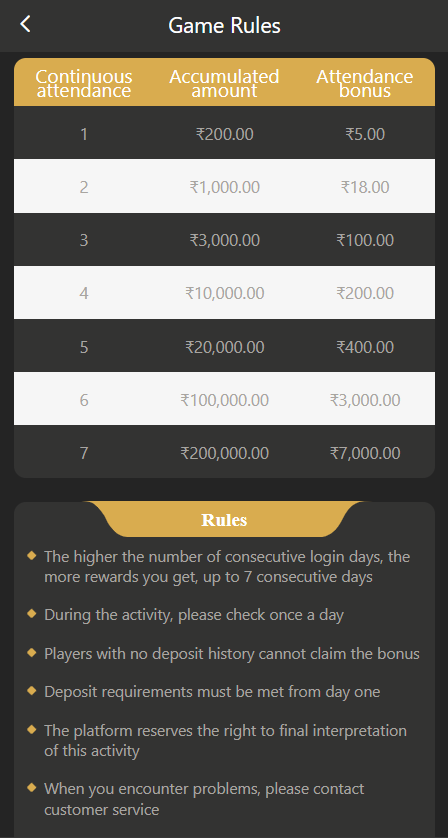 Game Rules
Continuous attendance Accumulated amount Attendance bonus
1 ₹200.00 ₹5.00
2 ₹1,000.00 ₹18.00
3 ₹3,000.00 ₹100.00
4 ₹10,000.00 ₹200.00
5 ₹20,000.00 ₹400.00
6 ₹100,000.00 ₹3,000.00
7 ₹200,000.00 ₹7,000.00
Rules
The higher the number of consecutive login days, the
more rewards you get, up to 7 consecutive days
During the activity, please check once a day
Players with no deposit history cannot claim the bonus
Deposit requirements must be met from day one
The platform reserves the right to final interpretation
of this activity
When you encounter problems, please contact
customer service